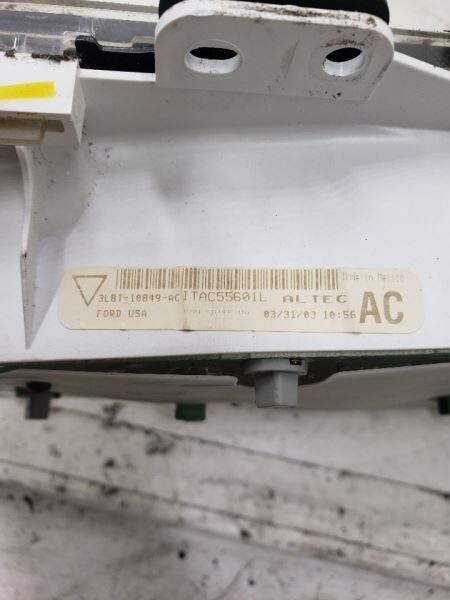 Made in Mexico
3L8T-10849-AC ITAC55601L ALTEC AC
FORD USA 03/31/03 10:56